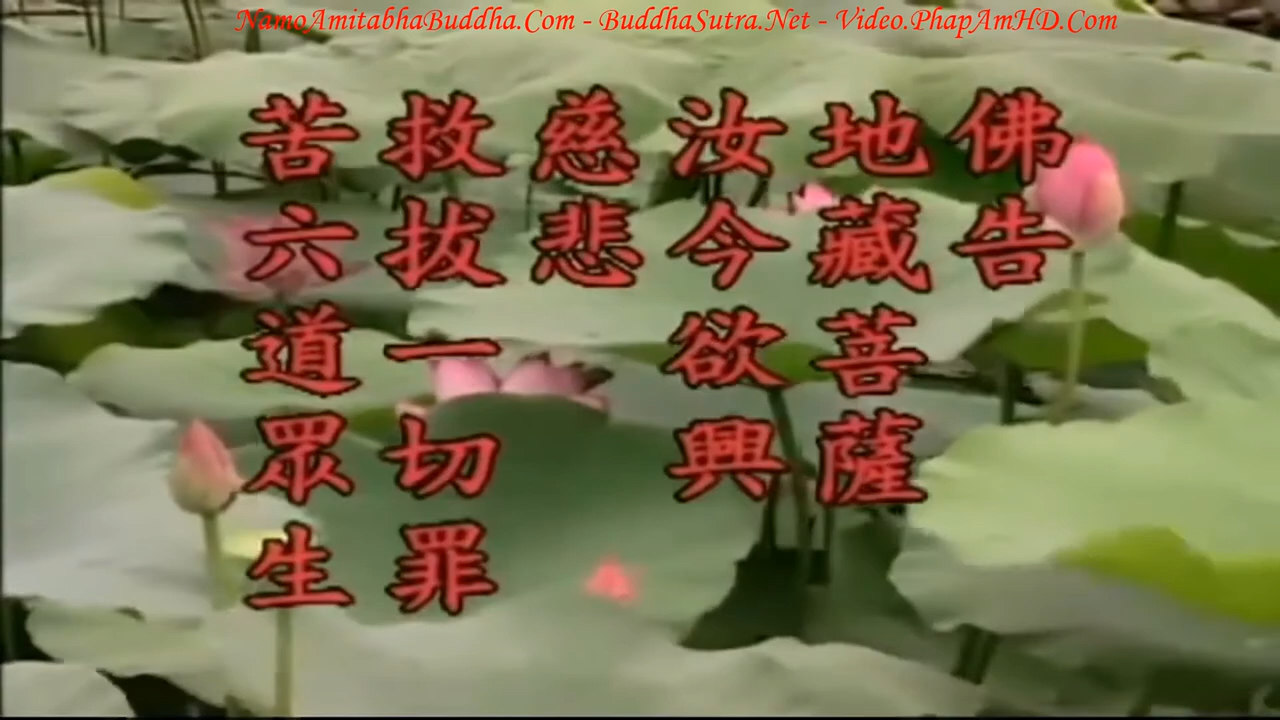 NamoAmitabhaBuddha.Com - BuddhaSutra.Net - Video.PhapAmHD.Com
佛告
地藏菩薩
汝今欲興
慈悲
救拔一切罪
苦六道眾生